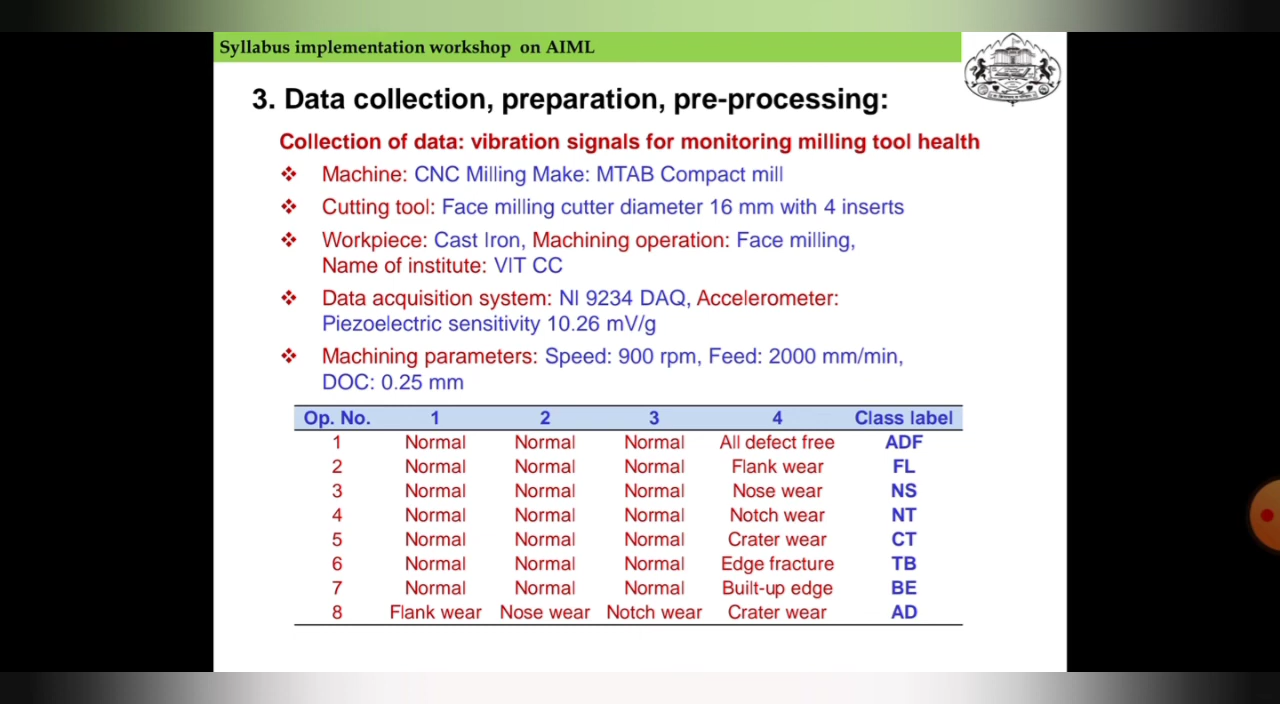 Syllabus implementation workshop on AIML
3. Data collection, preparation, pre-processing:
Collection of data: vibration signals for monitoring milling tool health
❖ Machine: CNC Milling Make: MTAB Compact mill
❖ Cutting tool: Face milling cutter diameter 16 mm with 4 inserts
❖ Workpiece: Cast Iron, Machining operation: Face milling,
Name of institute: VIT CC
❖ Data acquisition system: NI 9234 DAQ, Accelerometer:
Piezoelectric sensitivity 10.26 mV/g
❖ Machining parameters: Speed: 900 rpm, Feed: 2000 mm/min,
DOC: 0.25 mm
Op. No. 1 2 3 4 Class label
1 Normal Normal Normal All defect free ADF
2 Normal Normal Normal Flank wear FL
3 Normal Normal Normal Nose wear NS
4 Normal Normal Normal Notch wear NT
5 Normal Normal Normal Crater wear CT
6 Normal Normal Normal Edge fracture TB
7 Normal Normal Normal Built-up edge BE
8 Flank wear Nose wear Notch wear Crater wear AD